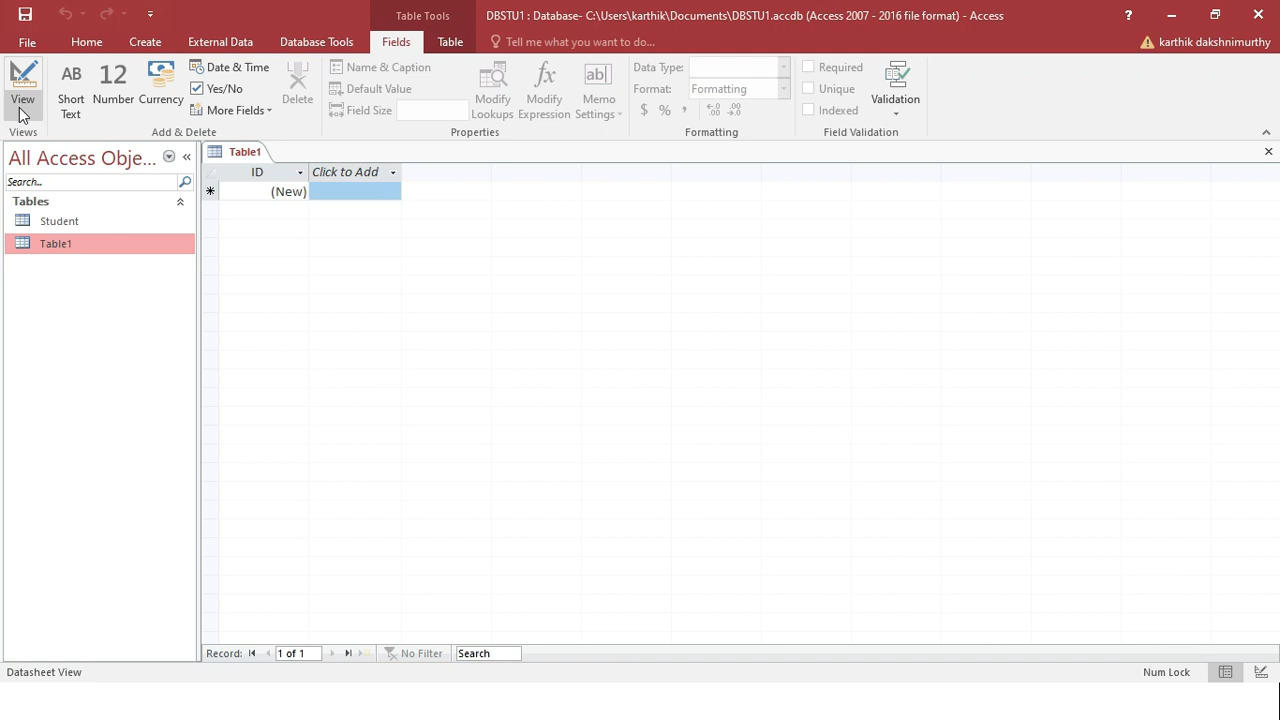 Table Tools
DBSTU1 : Database- C:\Users\karthik\Documents\DBSTU1.accdb (Access 2007 - 2016 file format) - Access
?
File Home Create External Data Database Tools Fields Table Tell me what you want to do... karthik dakshnimurthy
View
Views
AB
Short
Text
12
Number
Currency
Date & Time
Yes/No
More Fields
Delete
Add & Delete
Name & Caption
Default Value
Field Size
Modify
Lookups
fx
Modify
Expression
ab
Memo
Settings
Properties
Data Type:
Format: Formatting
$ % , .00 .00
Formatting
Required
Unique
Indexed
Validation
Field Validation
All Access Obje...
Search...
Tables
Student
Table1
Table1
ID Click to Add
(New)
Record: 1 of 1 No Filter Search
Datasheet View Num Lock